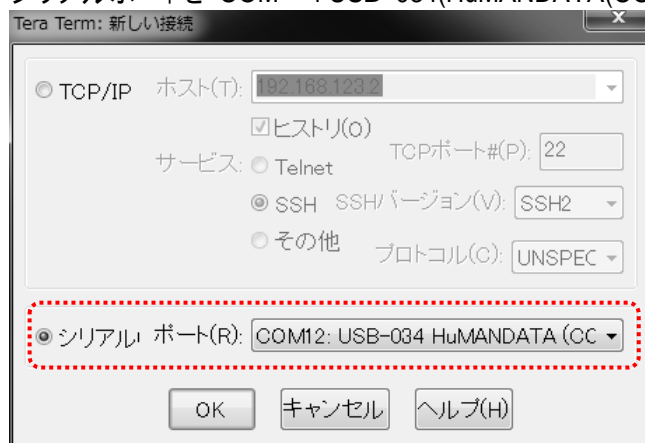 Tera Term: 新しい接続
TCP/IP ホスト(T): 192.168.123.2
ヒストリ(O)
サービス: Telnet TCPポート#(P): 22
SSH SSHバージョン(V): SSH2
その他 プロトコル(C): UNSPEC
シリアル ポート(R): COM12: USB-034 HuMANDATA (CC
OK キャンセル ヘルプ(H)